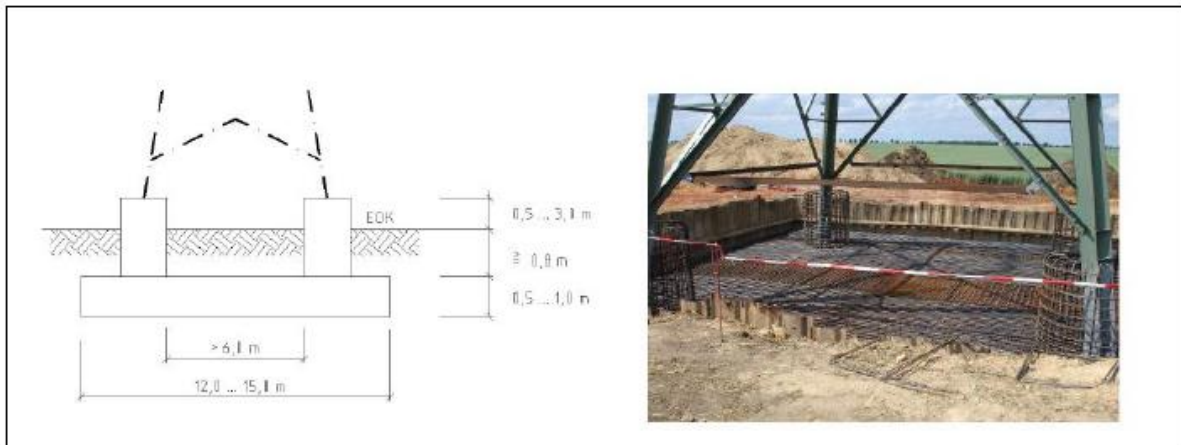 EOK
0,5 ... 3,0 m
≧ 0,8 m
0,5 ... 1,0 m
>6,0 m
12,0 ... 15,0 m